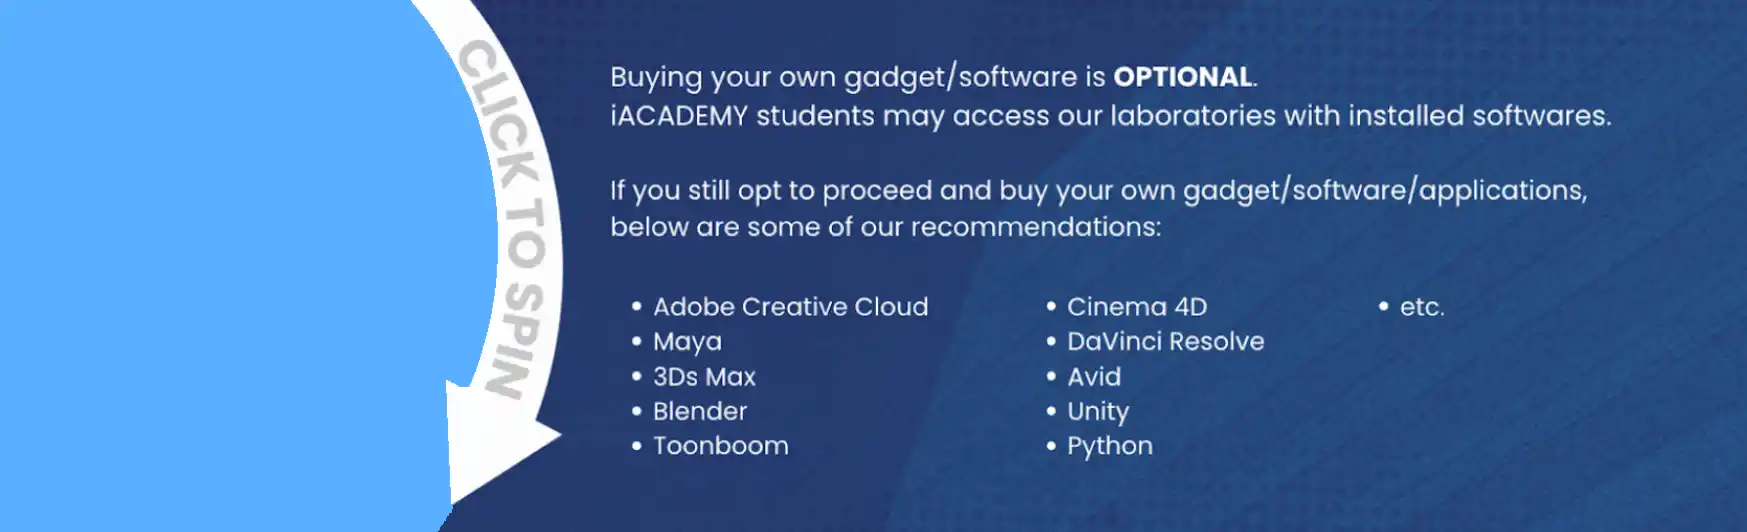 CLICK TO SPIN
Buying your own gadget/software is OPTIONAL.
iACADEMY students may access our laboratories with installed softwares.
If you still opt to proceed and buy your own gadget/software/applications,
below are some of our recommendations:
• Adobe Creative Cloud
• Maya
• 3Ds Max
• Blender
• Toonboom
• Cinema 4D
• DaVinci Resolve
• Avid
• Unity
• Python
• etc.